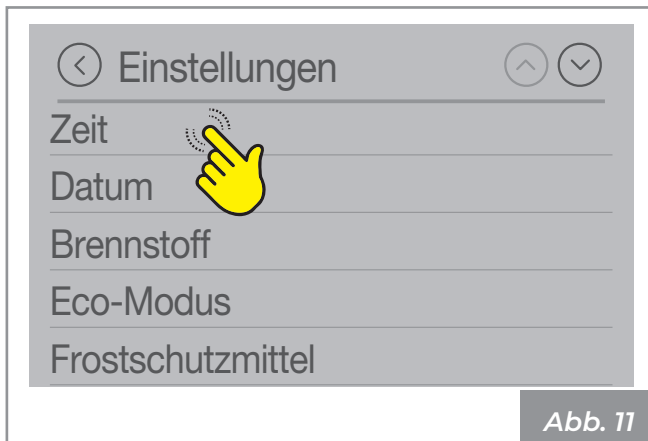 Einstellungen
Zeit
Datum
Brennstoff
Eco-Modus
Frostschutzmittel
Abb. 11